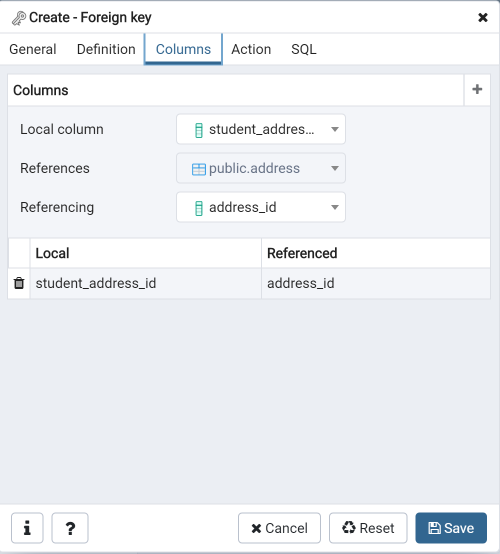 Create - Foreign key
General Definition Columns Action SQL
Columns
Local column student_addres...
References public.address
Referencing address_id
Local Referenced
student_address_id address_id
i ? Cancel Reset Save